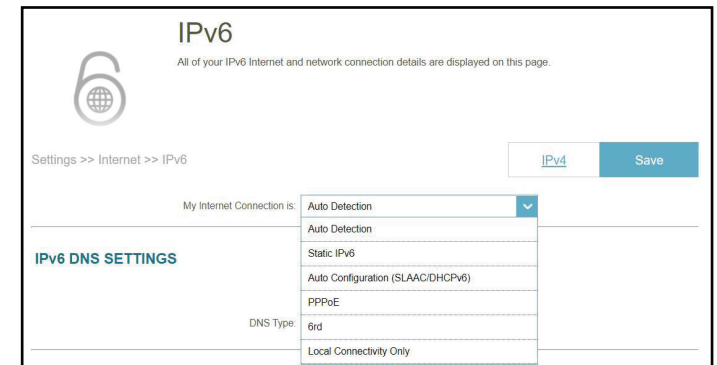 IPv6
All of your IPv6 Internet and network connection details are displayed on this page.
Settings >> Internet >> IPv6
IPv4
Save
My Internet Connection is:
Auto Detection
Auto Detection
Static IPv6
Auto Configuration (SLAAC/DHCPv6)
PPPoE
6rd
Local Connectivity Only
IPv6 DNS SETTINGS
DNS Type: